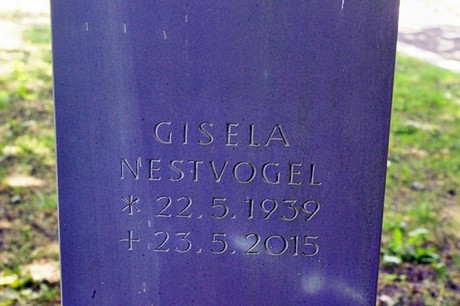 GISELA
NESTVOGEL
* 22.5.1939
+ 23.5.2015